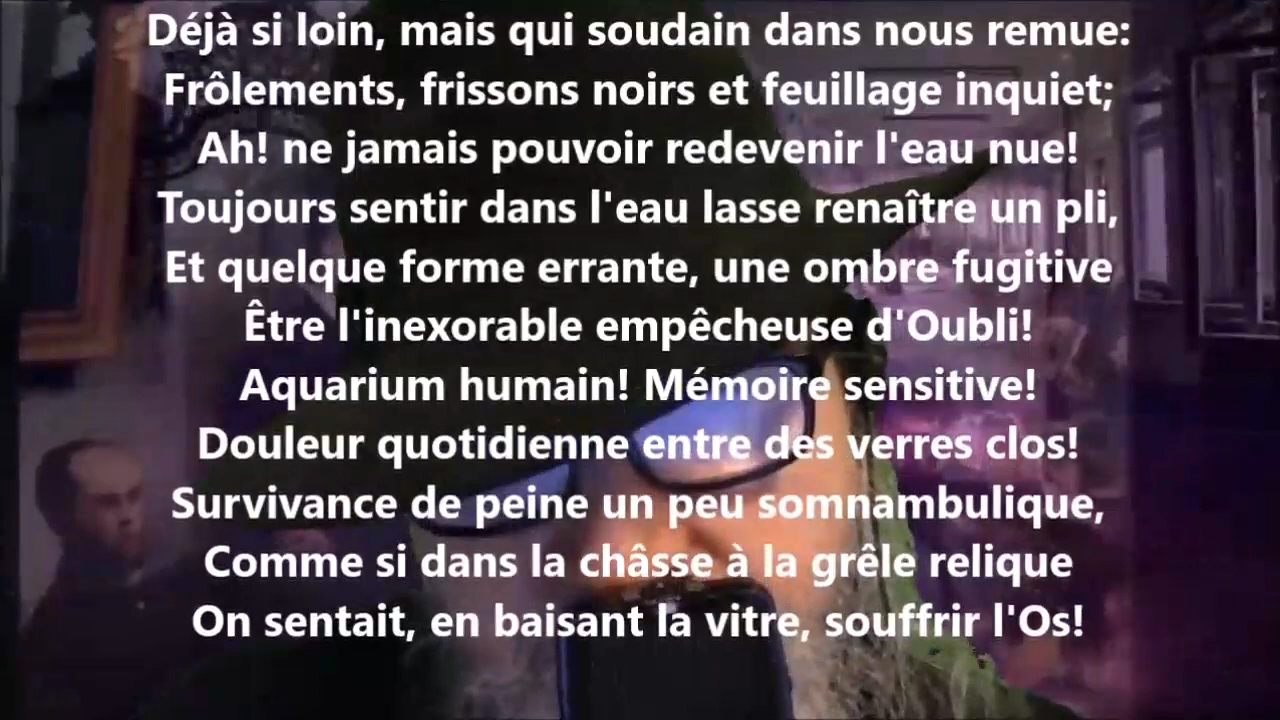 Déjà si loin, mais qui soudain dans nous remue:
Frôlements, frissons noirs et feuillage inquiet;
Ah! ne jamais pouvoir redevenir l'eau nue!
Toujours sentir dans l'eau lasse renaître un pli,
Et quelque forme errante, une ombre fugitive
Être l'inexorable empêcheuse d'Oubli!
Aquarium humain! Mémoire sensitive!
Douleur quotidienne entre des verres clos!
Survivance de peine un peu somnambulique,
Comme si dans la châsse à la grêle relique
On sentait, en baisant la vitre, souffrir l'Os!